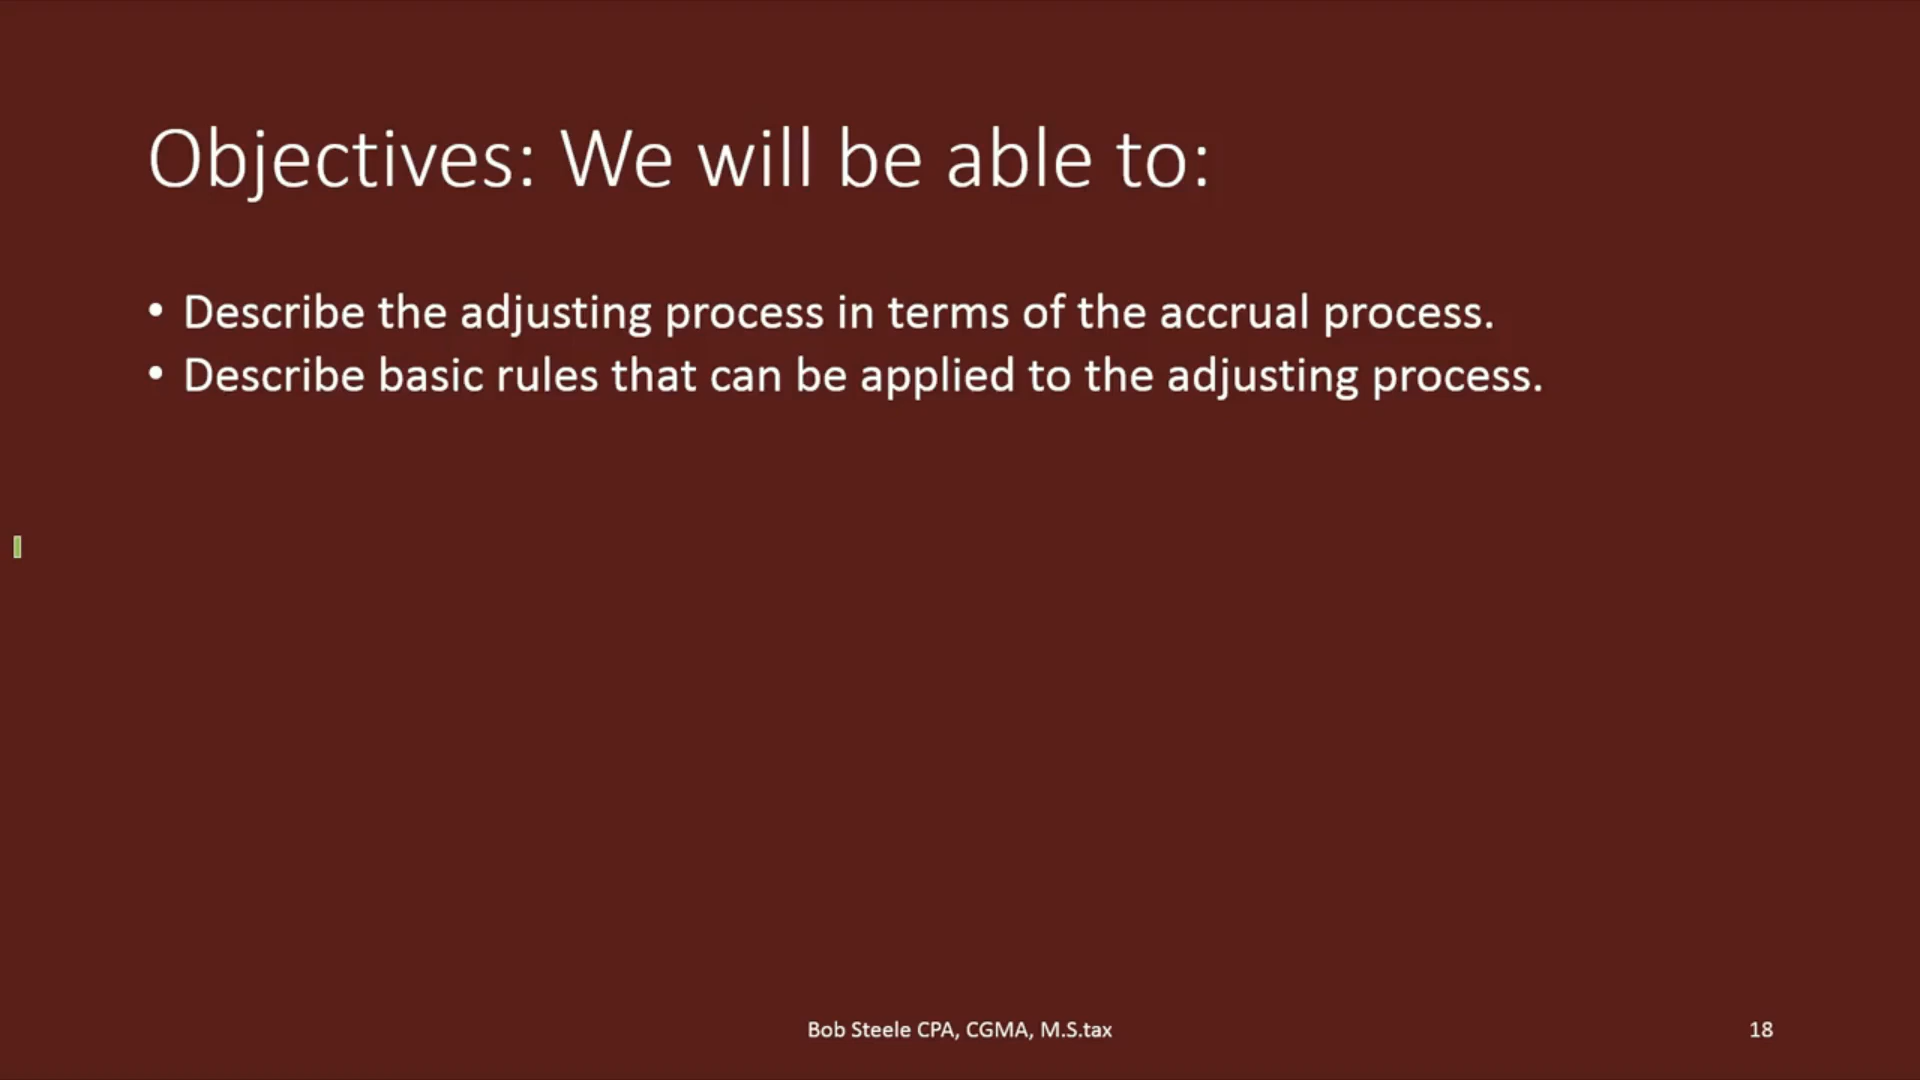 Objectives: We will be able to:
• Describe the adjusting process in terms of the accrual process.
• Describe basic rules that can be applied to the adjusting process.
Bob Steele CPA, CGMA, M.S.tax
18